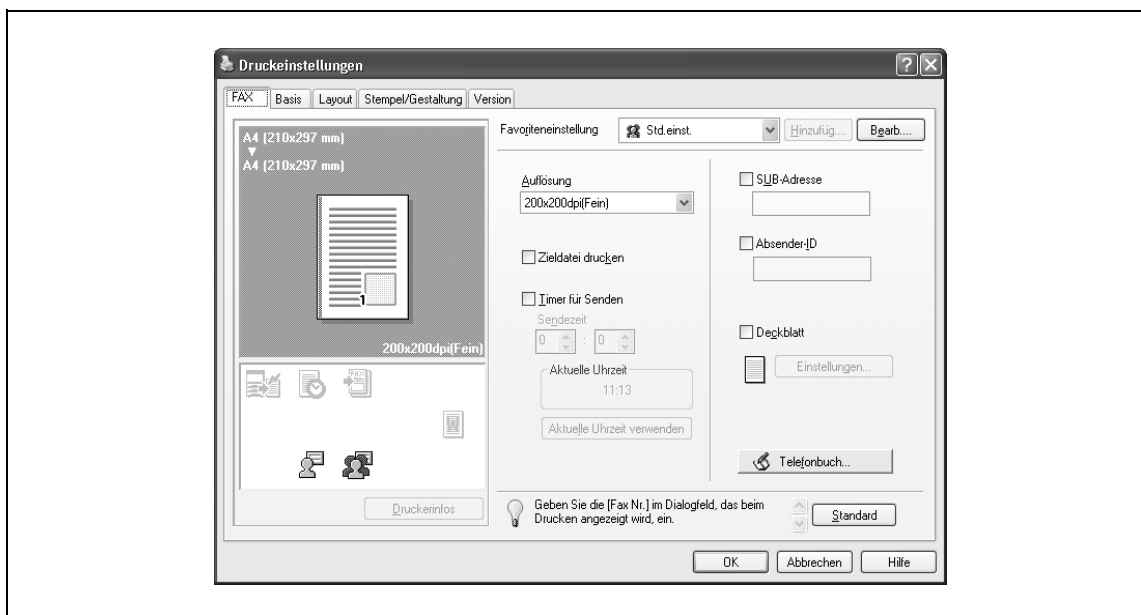 Druckeinstellungen
FAX Basis Layout Stempel/Gestaltung Version
A4 (210x297 mm)
A4 (210x297 mm)
1
200x200dpi(Fein)
Druckerinfos
Favoriteneinstellung Std.einst. Hinzufüg.... Bearb....
Auflösung
200x200dpi(Fein)
Zieldatei drucken
Timer für Senden
Sendezeit
0 : 0
Aktuelle Uhrzeit
11:13
Aktuelle Uhrzeit verwenden
SUB-Adresse
Absender-ID
Deckblatt
Einstellungen...
Telefonbuch...
Geben Sie die [Fax Nr.] im Dialogfeld, das beim
Drucken angezeigt wird, ein.
Standard
OK Abbrechen Hilfe